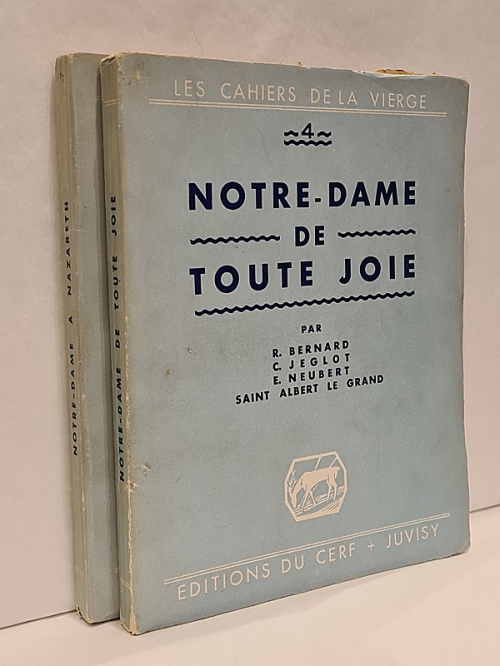 LES CAHIERS DE LA VIERGE
4
NOTRE-DAME
DE
TOUTE JOIE
PAR
R. BERNARD
C. JEGLOT
E. NEUBERT
SAINT ALBERT LE GRAND
EDITIONS DU CERF + JUVISY
NOTRE-DAME DE TOUTE JOIE
NOTRE-DAME A NAZARETH